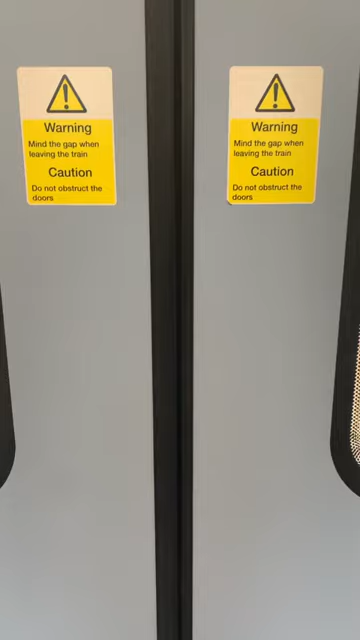 Warning
Mind the gap when
leaving the train
Caution
Do not obstruct the
doors
Warning
Mind the gap when
leaving the train
Caution
Do not obstruct the
doors